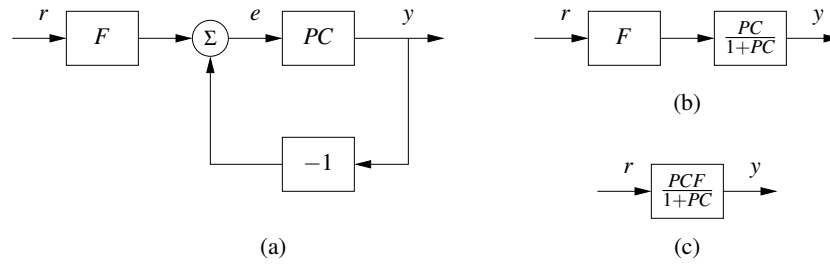 r F Σ e PC y
−1
(a)
r F PC/1+PC y
(b)
r PCF/1+PC y
(c)